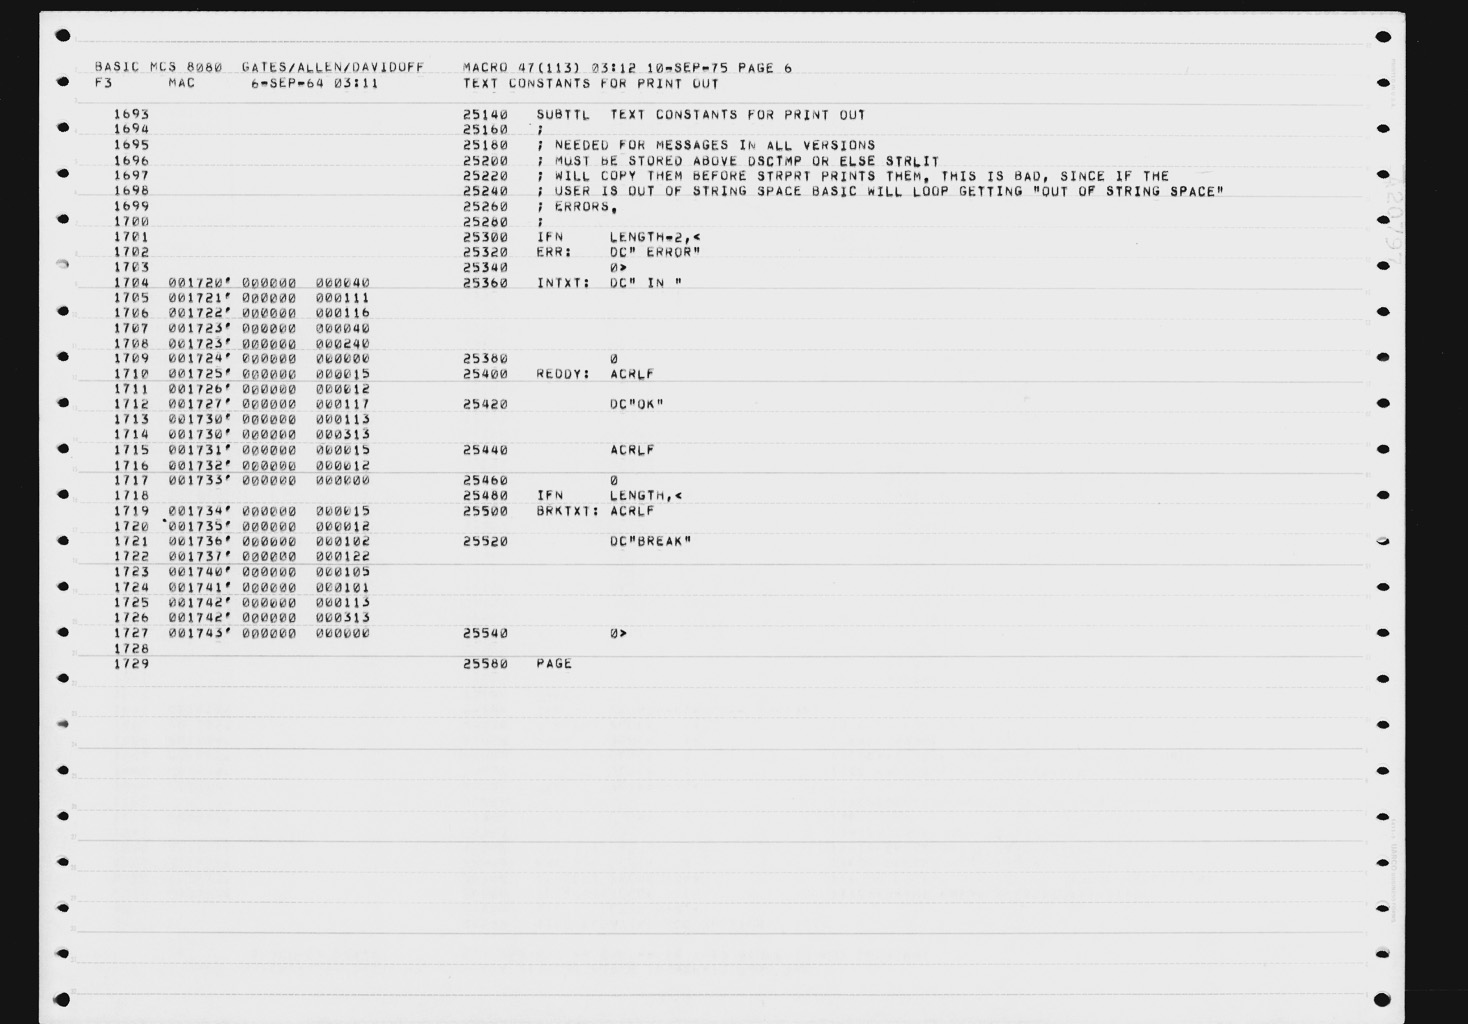 BASIC MCS 8080   GATES/ALLEN/DAVIDOFF    MACRO 47(113) 03:12 10-SEP-75 PAGE 6
F3      MAC      6-SEP-64 03:11         TEXT CONSTANTS FOR PRINT OUT
1693                                  25140   SUBTTL  TEXT CONSTANTS FOR PRINT OUT
1694                                  25160   ;
1695                                  25180   ; NEEDED FOR MESSAGES IN ALL VERSIONS
1696                                  25200   ; MUST BE STORED ABOVE DSCTMP OR ELSE STRLIT
1697                                  25220   ; WILL COPY THEM BEFORE STRPRT PRINTS THEM, THIS IS BAD, SINCE IF THE
1698                                  25240   ; USER IS OUT OF STRING SPACE BASIC WILL LOOP GETTING "OUT OF STRING SPACE"
1699                                  25260   ; ERRORS,
1700                                  25280   ;
1701                                  25300   IFN     LENGTH-2,<
1702                                  25320   ERR:    DC" ERROR"
1703                                  25340           0>
1704  001720' 000000  000040          25360   INTXT:  DC" IN "
1705  001721' 000000  000111
1706  001722' 000000  000116
1707  001723' 000000  000040
1708  001723' 000000  000240
1709  001724' 000000  000000          25380           0
1710  001725' 000000  000015          25400   REDDY:  ACRLF
1711  001726' 000000  000012
1712  001727' 000000  000117          25420           DC"OK"
1713  001730' 000000  000113
1714  001730' 000000  000313
1715  001731' 000000  000015          25440           ACRLF
1716  001732' 000000  000012
1717  001733' 000000  000000          25460           0
1718                                  25480   IFN     LENGTH,<
1719  001734' 000000  000015          25500   BRKTXT: ACRLF
1720  001735' 000000  000012
1721  001736' 000000  000102          25520           DC"BREAK"
1722  001737' 000000  000122
1723  001740' 000000  000105
1724  001741' 000000  000101
1725  001742' 000000  000113
1726  001742' 000000  000313
1727  001743' 000000  000000          25540           0>
1728
1729                                  25580   PAGE